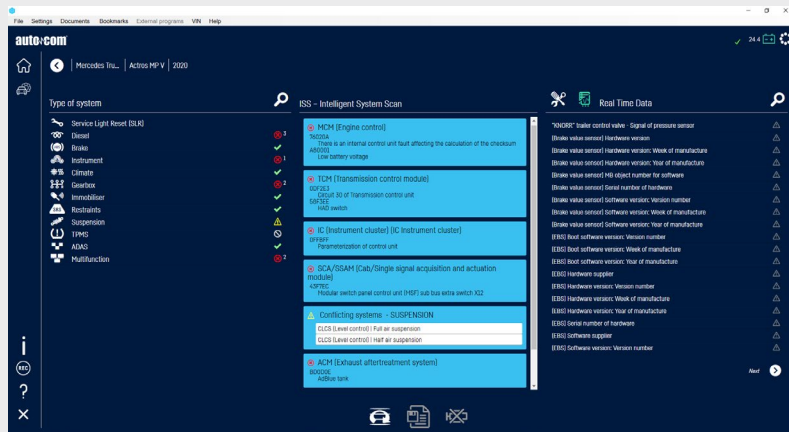 File Settings Documents Bookmarks External programs VIN Help
autocom
24.4
Mercedes Tru... | Actros MP V | 2020
Type of system
Service Light Reset (SLR)
Diesel 3
Brake
Instrument 1
Climate
Gearbox 2
Immobiliser
Restraints
Suspension
TPMS
ADAS
Multifunction 2
ISS – Intelligent System Scan
MCM (Engine control)
There is an internal control unit fault affecting the calculation of the checksum
Low battery voltage
TCM (Transmission control module)
Circuit 30 of Transmission control unit
HAD switch
IC (Instrument cluster) (IC Instrument cluster)
Parameterization of control unit
SCA/SSAM (Cab/Single signal acquisition and actuation
module)
43F7EC
Modular switch panel control unit (MSF) sub bus extra switch X12
Conflicting systems - SUSPENSION
CLCS (Level control) | Full air suspension
CLCS (Level control) | Half air suspension
ACM (Exhaust aftertreatment system)
AdBlue tank
Real Time Data
"KNORR" trailer control valve - Signal of pressure sensor
(Brake value sensor) Hardware version
(Brake value sensor) Hardware version: Week of manufacture
(Brake value sensor) Hardware version: Year of manufacture
(Brake value sensor) MB object number for software
(Brake value sensor) Serial number of hardware
(Brake value sensor) Software version: Version number
(Brake value sensor) Software version: Week of manufacture
(Brake value sensor) Software version: Year of manufacture
(EBS) Boot software version: Version number
(EBS) Boot software version: Week of manufacture
(EBS) Boot software version: Year of manufacture
(EBS) Hardware supplier
(EBS) Hardware version: Version number
(EBS) Hardware version: Week of manufacture
(EBS) Hardware version: Year of manufacture
(EBS) Serial number of hardware
(EBS) Software supplier
(EBS) Software version: Version number
Next
REC